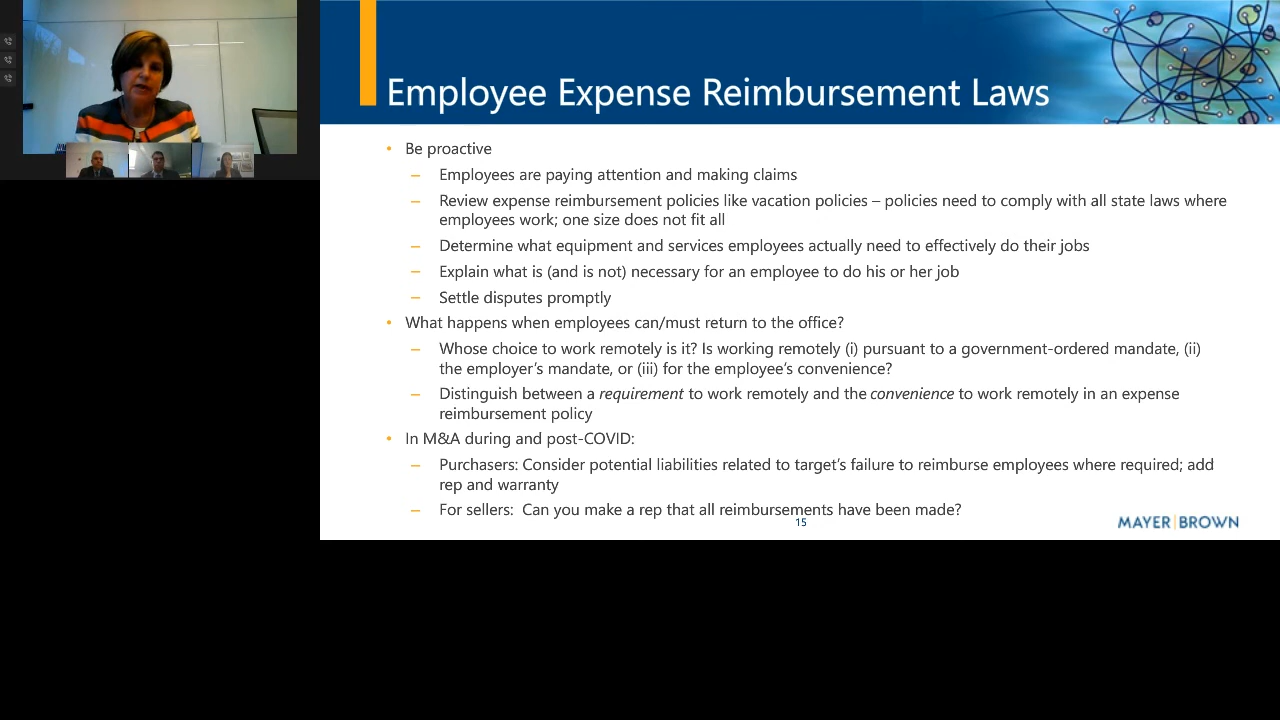 Employee Expense Reimbursement Laws
• Be proactive
– Employees are paying attention and making claims
– Review expense reimbursement policies like vacation policies – policies need to comply with all state laws where
employees work; one size does not fit all
– Determine what equipment and services employees actually need to effectively do their jobs
– Explain what is (and is not) necessary for an employee to do his or her job
– Settle disputes promptly
• What happens when employees can/must return to the office?
– Whose choice to work remotely is it? Is working remotely (i) pursuant to a government-ordered mandate, (ii)
the employer's mandate, or (iii) for the employee's convenience?
– Distinguish between a requirement to work remotely and the convenience to work remotely in an expense
reimbursement policy
• In M&A during and post-COVID:
– Purchasers: Consider potential liabilities related to target's failure to reimburse employees where required; add
rep and warranty
– For sellers:  Can you make a rep that all reimbursements have been made?
15
MAYER | BROWN